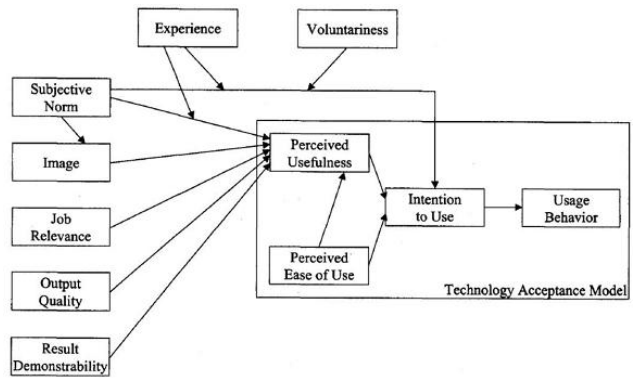 Experience
Voluntariness
Subjective
Norm
Image
Perceived
Usefulness
Intention
to Use
Usage
Behavior
Job
Relevance
Perceived
Ease of Use
Output
Quality
Technology Acceptance Model
Result
Demonstrability